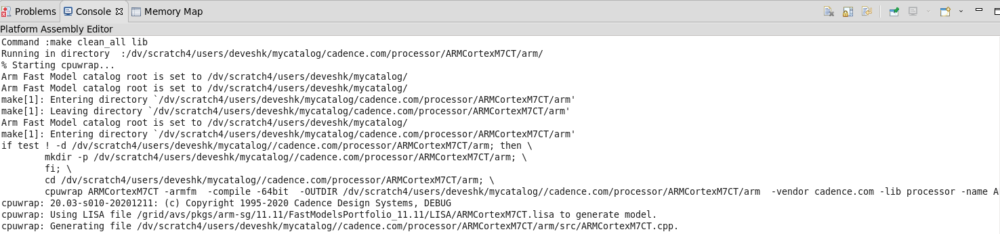 Problems Console Memory Map
Platform Assembly Editor
Command :make clean_all lib
Running in directory  :/dv/scratch4/users/deveshk/mycatalog/cadence.com/processor/ARMCortexM7CT/arm/
% Starting cpuwrap...
Arm Fast Model catalog root is set to /dv/scratch4/users/deveshk/mycatalog/
Arm Fast Model catalog root is set to /dv/scratch4/users/deveshk/mycatalog/
make[1]: Entering directory `/dv/scratch4/users/deveshk/mycatalog/cadence.com/processor/ARMCortexM7CT/arm'
make[1]: Leaving directory `/dv/scratch4/users/deveshk/mycatalog/cadence.com/processor/ARMCortexM7CT/arm'
Arm Fast Model catalog root is set to /dv/scratch4/users/deveshk/mycatalog/
make[1]: Entering directory `/dv/scratch4/users/deveshk/mycatalog/cadence.com/processor/ARMCortexM7CT/arm'
if test ! -d /dv/scratch4/users/deveshk/mycatalog//cadence.com/processor/ARMCortexM7CT/arm; then \
        mkdir -p /dv/scratch4/users/deveshk/mycatalog//cadence.com/processor/ARMCortexM7CT/arm; \
        fi; \
        cd /dv/scratch4/users/deveshk/mycatalog//cadence.com/processor/ARMCortexM7CT/arm; \
        cpuwrap ARMCortexM7CT -armfm  -compile -64bit  -OUTDIR /dv/scratch4/users/deveshk/mycatalog//cadence.com/processor/ARMCortexM7CT/arm  -vendor cadence.com -lib processor -name A
cpuwrap: 20.03-s010-20201211: (c) Copyright 1995-2020 Cadence Design Systems, DEBUG
cpuwrap: Using LISA file /grid/avs/pkgs/arm-sg/11.11/FastModelsPortfolio_11.11/LISA/ARMCortexM7CT.lisa to generate model.
cpuwrap: Generating file /dv/scratch4/users/deveshk/mycatalog//cadence.com/processor/ARMCortexM7CT/arm/src/ARMCortexM7CT.cpp.